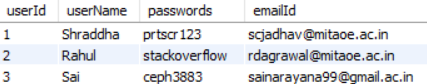 userId userName passwords emailId
1 Shraddha prtscr123 scjadhav@mitaoe.ac.in
2 Rahul stackoverflow rdagrawal@mitaoe.ac.in
3 Sai ceph3883 sainarayana99@gmail.ac.in